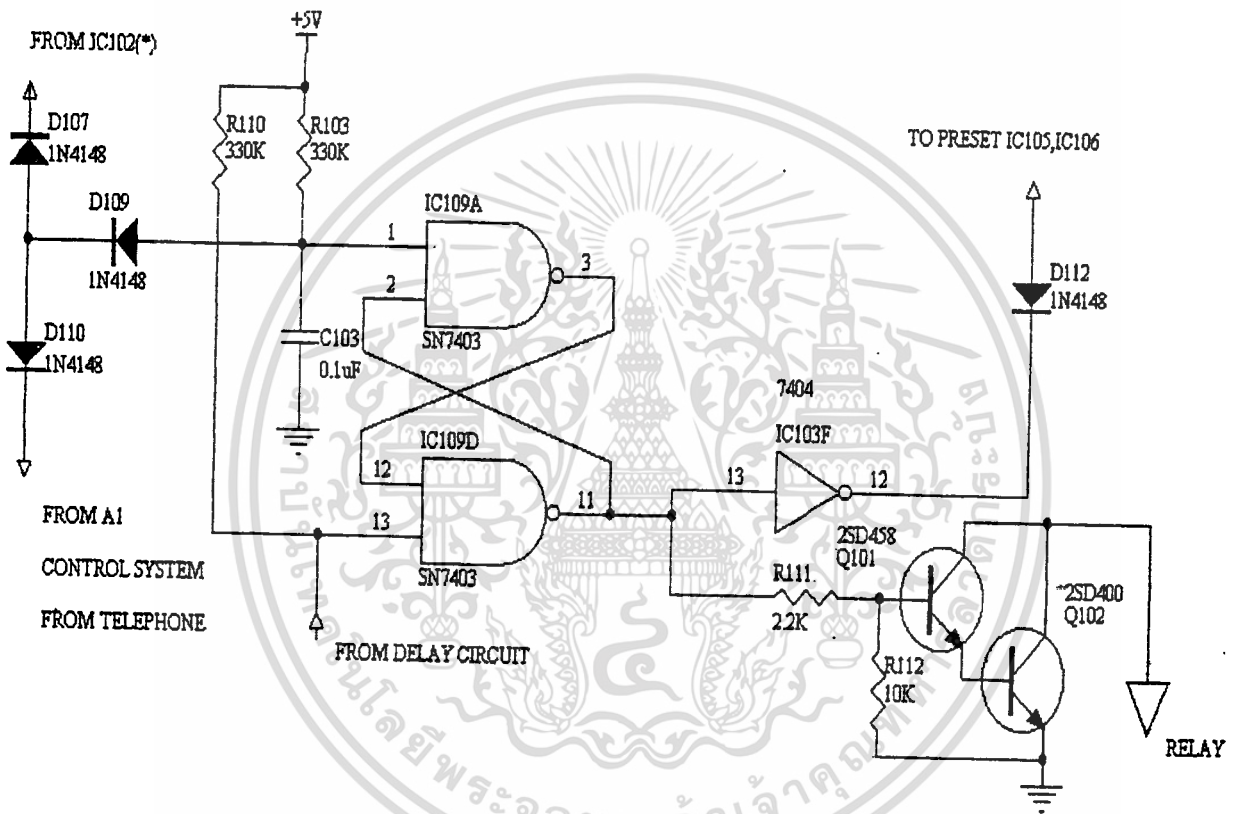 +5V
FROM IC102(*)
D107
1N4148
R110
330K
R103
330K
TO PRESET IC105,IC106
D109
1N4148
IC109A
1
2
3
SN7403
D112
1N4148
D110
1N4148
C103
0.1uF
7404
IC103F
IC109D
12
13
11
SN7403
13
12
FROM A1
CONTROL SYSTEM
FROM TELEPHONE
FROM DELAY CIRCUIT
2SD458
Q101
R111.
2.2K
2SD400
Q102
R112
10K
RELAY